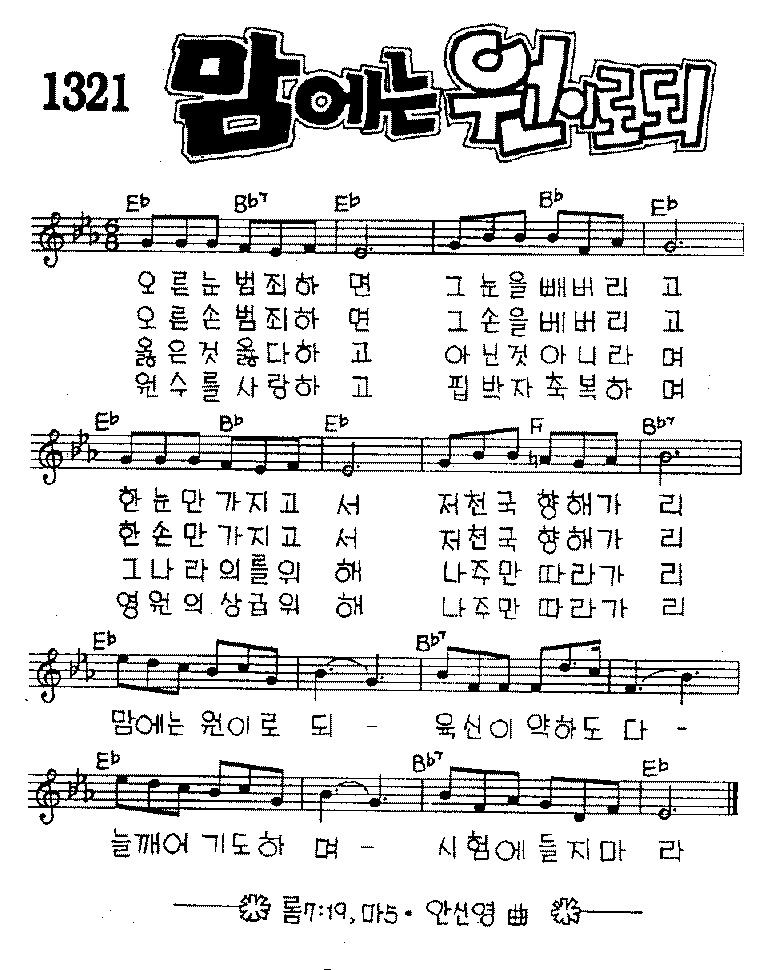 1321 맘에는 원이로되
Eb Bb7 Eb Bb Eb
6/8
오른눈 범죄하 면 그 눈을 빼버리 고
오른손 범죄하 면 그 손을 베버리 고
옳은것 옳다하 고 아닌것 아니라 며
원수를 사랑하 고 핍박자 축복하 며
Eb Bb Eb F Bb7
한눈만 가지고 서 저천국 향해가 리
한손만 가지고 서 저천국 향해가 리
그나라 의를위 해 나주만 따라가 리
영원의 상급위 해 나주만 따라가 리
Eb Bb7
맘에는 원이로 되 - 육신이 약하도 다 -
Eb Bb7 Eb
늘깨어 기도하 며 - 시험에 들지마 라
롬7:19, 마5· 안신영 曲